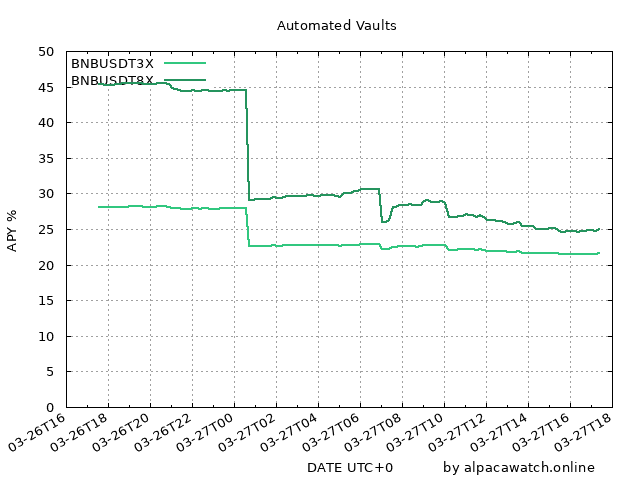 Automated Vaults
BNBUSDT3X
BNBUSDT8X
APY %
50
45
40
35
30
25
20
15
10
5
0
03-26T16
03-26T18
03-26T20
03-26T22
03-27T00
03-27T02
03-27T04
03-27T06
03-27T08
03-27T10
03-27T12
03-27T14
03-27T16
03-27T18
DATE UTC+0
by alpacawatch.online